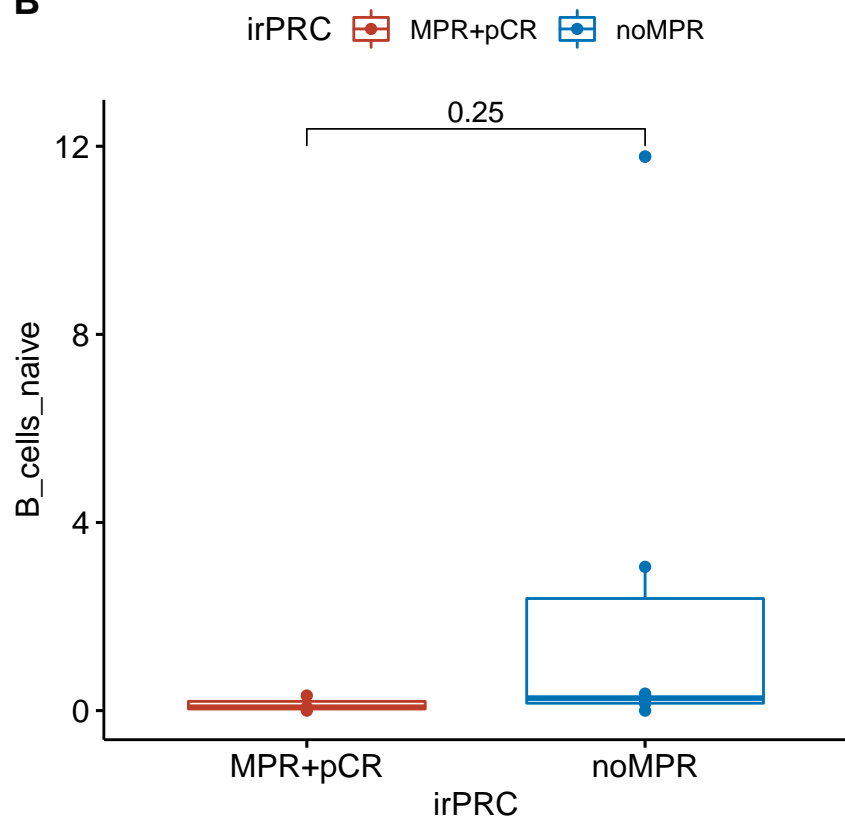 B
irPRC MPR+pCR noMPR
0.25
12
8
4
0
B_cells_naive
MPR+pCR noMPR
irPRC